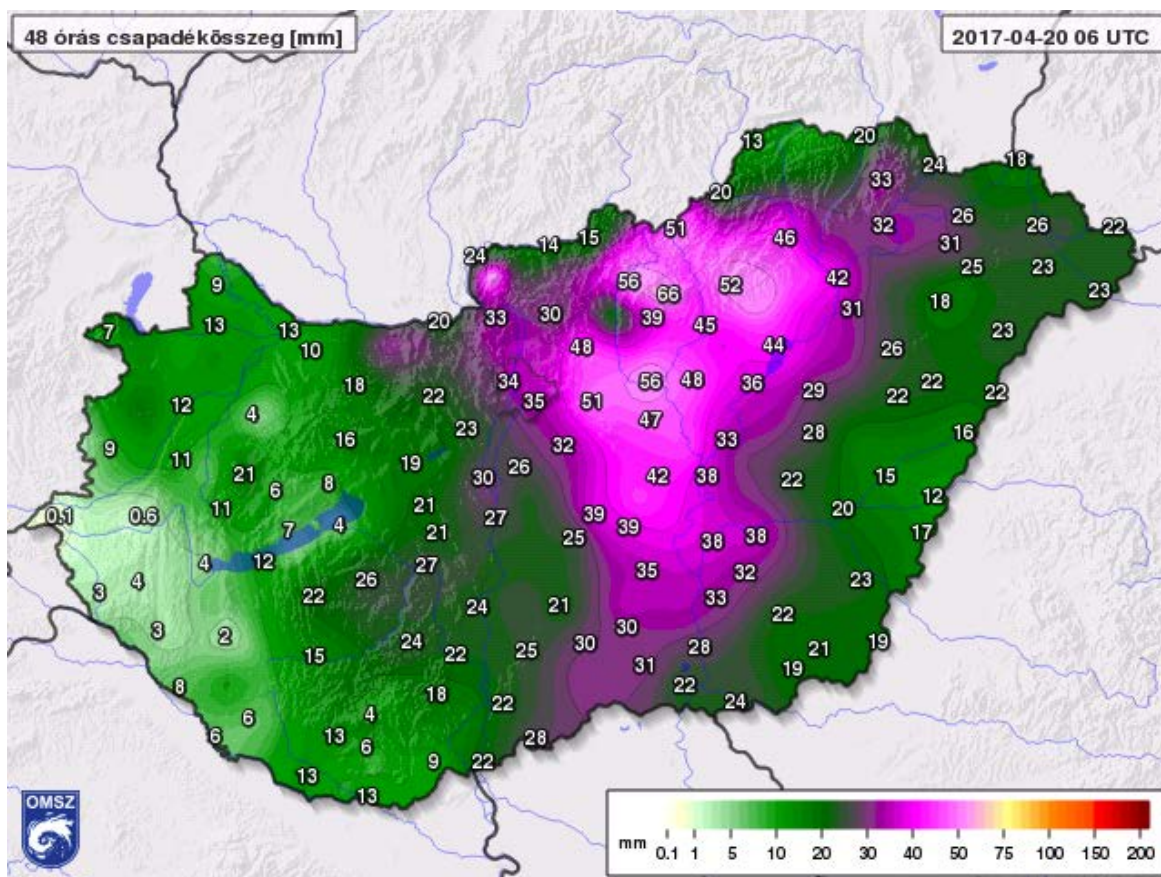 48 órás csapadékösszeg [mm]
2017-04-20 06 UTC
13 20
24 18
33
20
26
51 32 26 22
14 15 46 31
24
56 42 25 23
9 66 52 23
18
30 31
33 39
7 13 13 20 45 23
10 48 44 26
34 56 48 36 22
18 22 29 22 22
12 35 51
4 47
23 28 16
16 32 33
9
11 19 26
21 30 42 38 22 15
6 8
12
11 21 20
0.1 0.6 27 39
4 39
7 21 25 38 38 17
4 12 27
26 35 32
3 4 23
22 33
24 21
22
3 2 30
24 30 28 19
15 22 25 21
31 19
8 22
18
22 24
6 4
6 13 28
6
9 22
13
13
OMSZ
mm 0.1 1 5 10 20 30 40 50 75 100 150 200